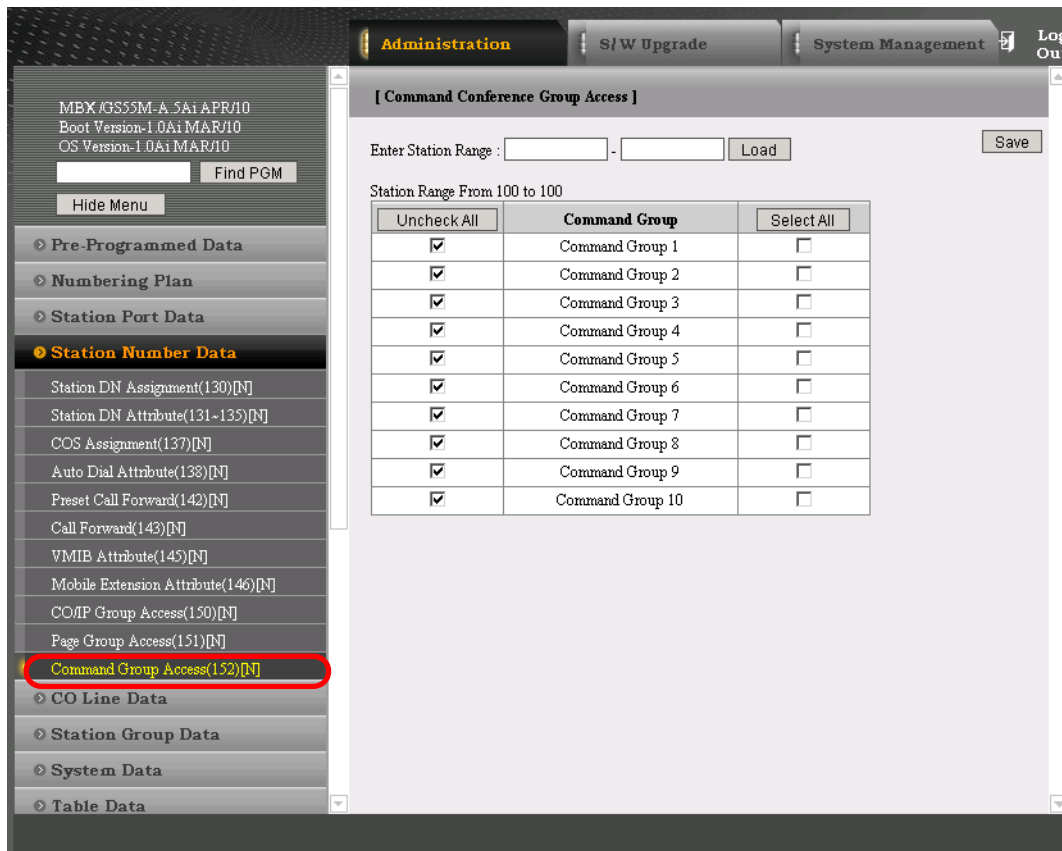 Administration
S/W Upgrade
System Management
MBX /GS55M-A.5Ai APR/10
Boot Version-1.0Ai MAR/10
OS Version-1.0Ai MAR/10
Find PGM
Hide Menu
Pre-Programmed Data
Numbering Plan
Station Port Data
Station Number Data
Station DN Assignment(130)[N]
Station DN Attribute(131~135)[N]
COS Assignment(137)[N]
Auto Dial Attribute(138)[N]
Preset Call Forward(142)[N]
Call Forward(143)[N]
VMIB Attribute(145)[N]
Mobile Extension Attribute(146)[N]
CO/IP Group Access(150)[N]
Page Group Access(151)[N]
Command Group Access(152)[N]
CO Line Data
Station Group Data
System Data
Table Data
[ Command Conference Group Access ]
Enter Station Range : - Load
Save
Station Range From 100 to 100
Uncheck All Command Group Select All
Command Group 1
Command Group 2
Command Group 3
Command Group 4
Command Group 5
Command Group 6
Command Group 7
Command Group 8
Command Group 9
Command Group 10